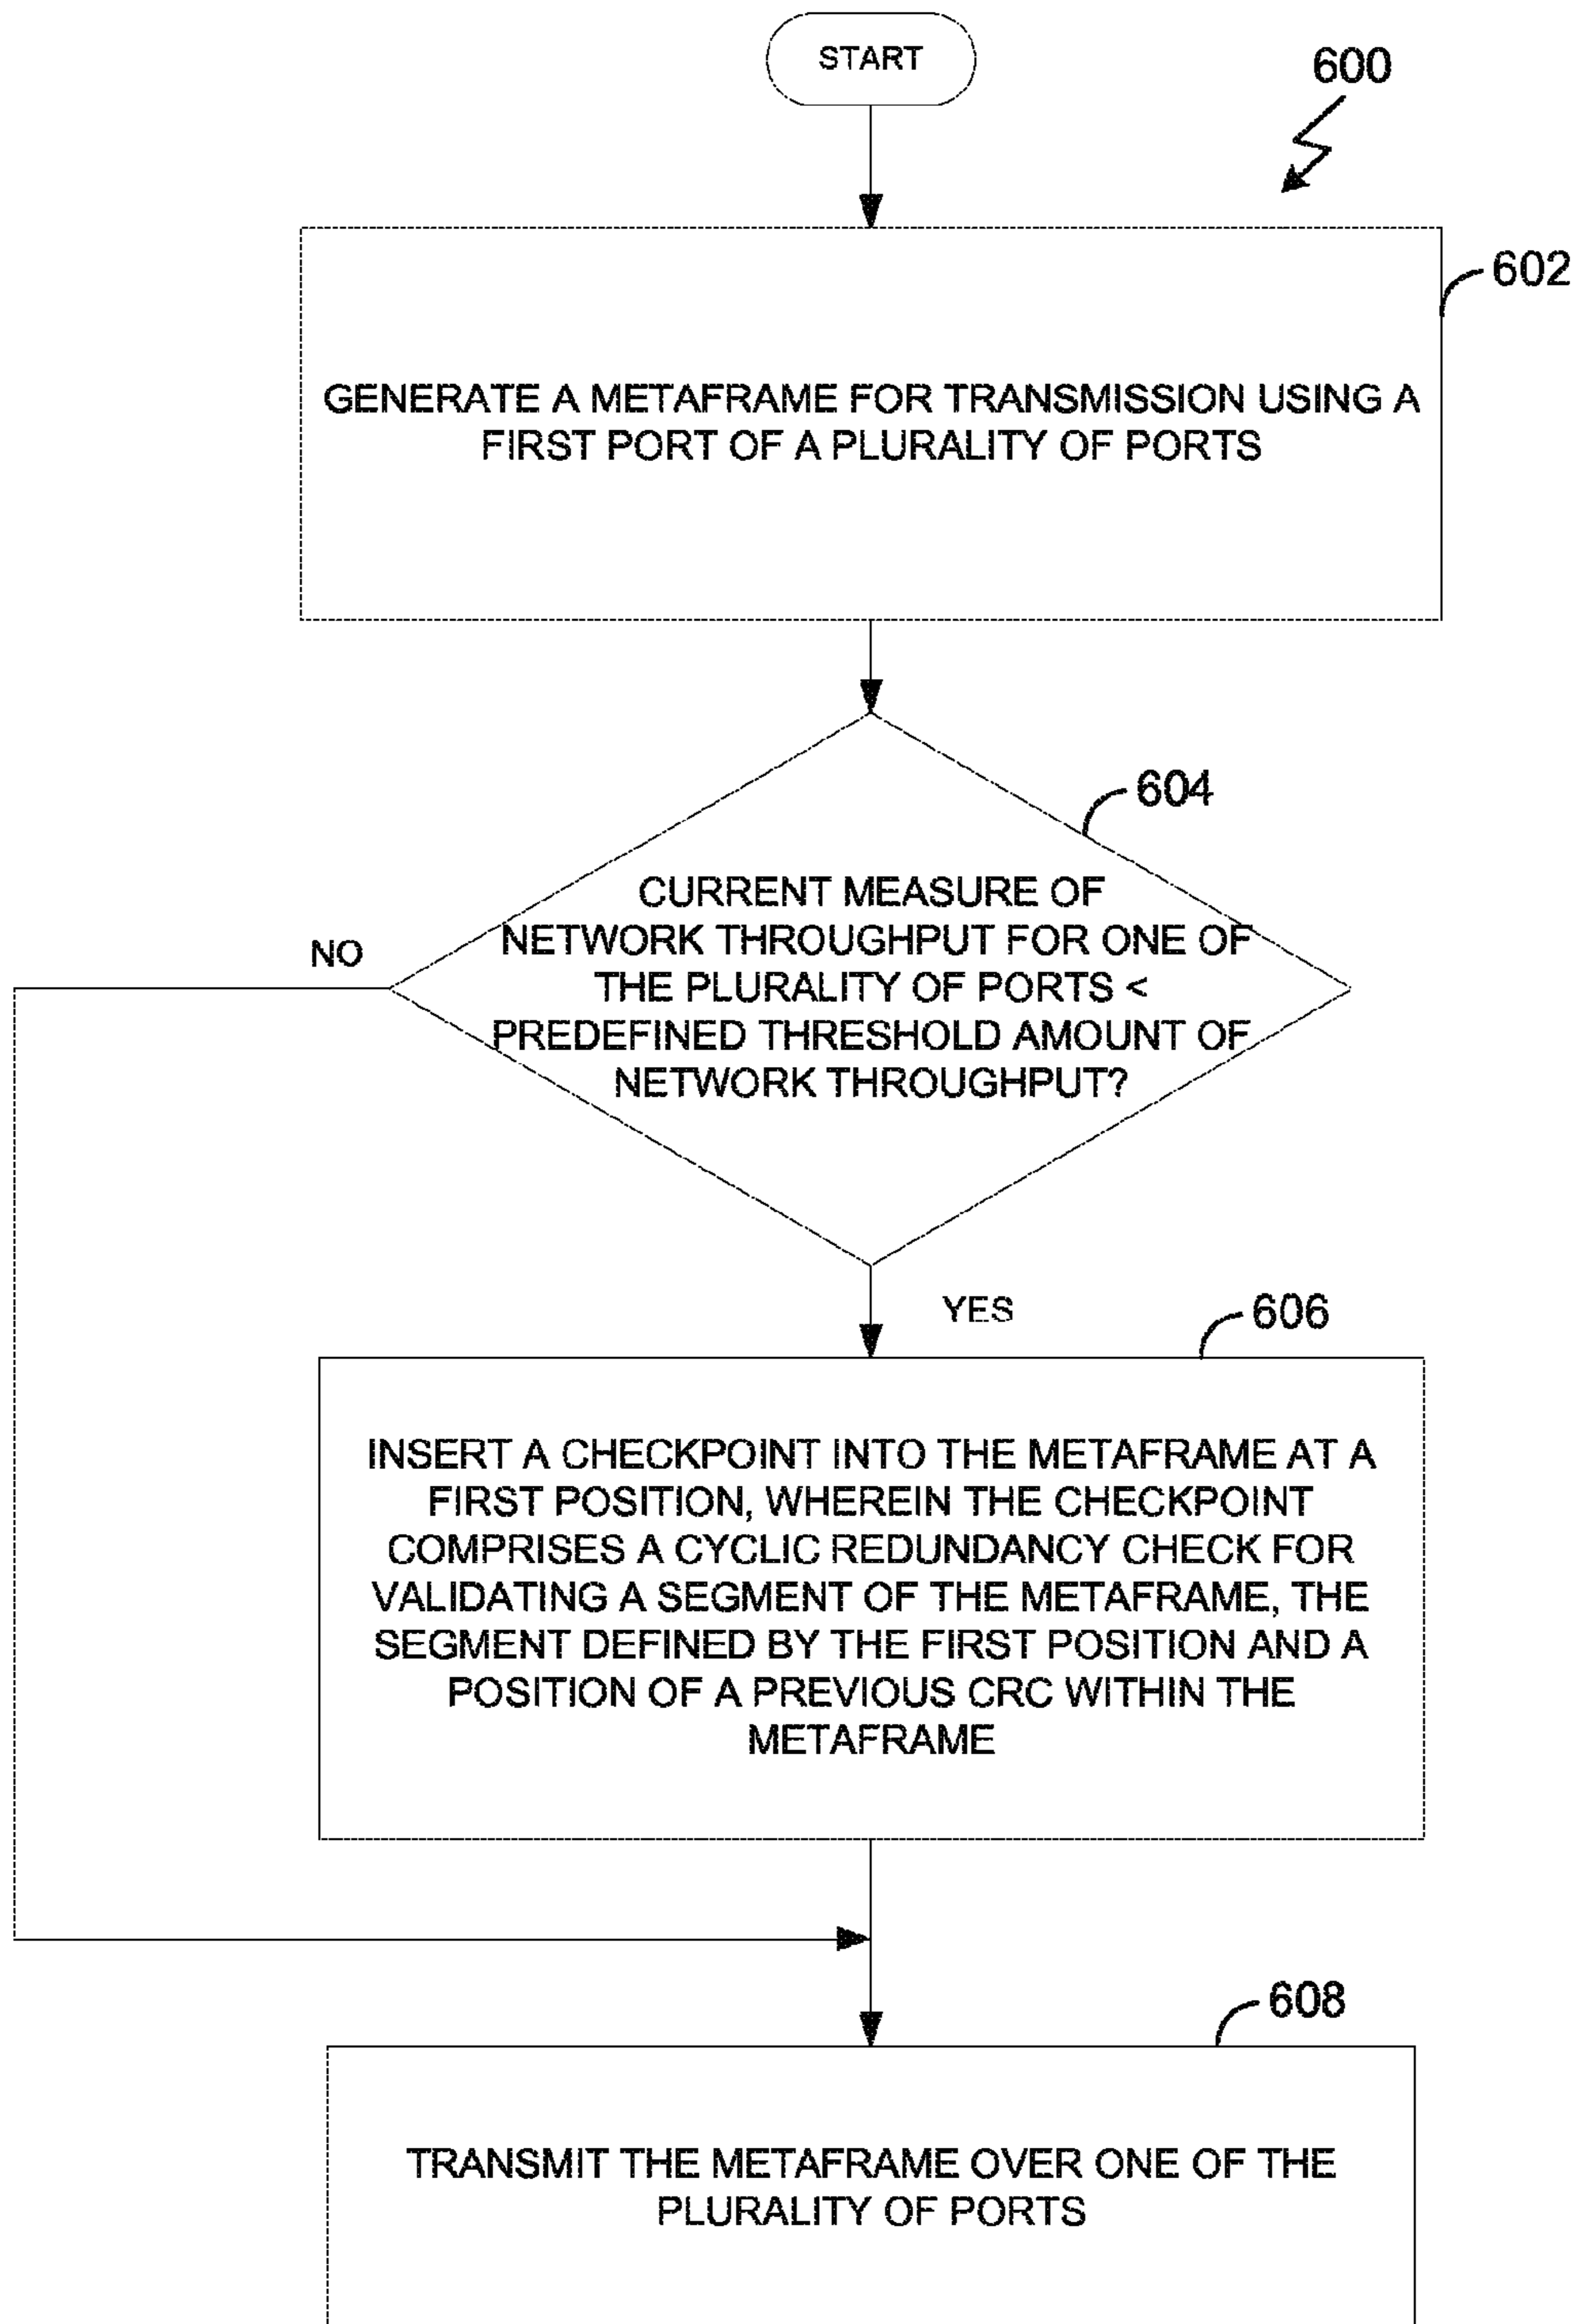 START
600
602
GENERATE A METAFRAME FOR TRANSMISSION USING A
FIRST PORT OF A PLURALITY OF PORTS
604
CURRENT MEASURE OF
NETWORK THROUGHPUT FOR ONE OF
THE PLURALITY OF PORTS <
PREDEFINED THRESHOLD AMOUNT OF
NETWORK THROUGHPUT?
NO
YES
606
INSERT A CHECKPOINT INTO THE METAFRAME AT A
FIRST POSITION, WHEREIN THE CHECKPOINT
COMPRISES A CYCLIC REDUNDANCY CHECK FOR
VALIDATING A SEGMENT OF THE METAFRAME, THE
SEGMENT DEFINED BY THE FIRST POSITION AND A
POSITION OF A PREVIOUS CRC WITHIN THE
METAFRAME
608
TRANSMIT THE METAFRAME OVER ONE OF THE
PLURALITY OF PORTS